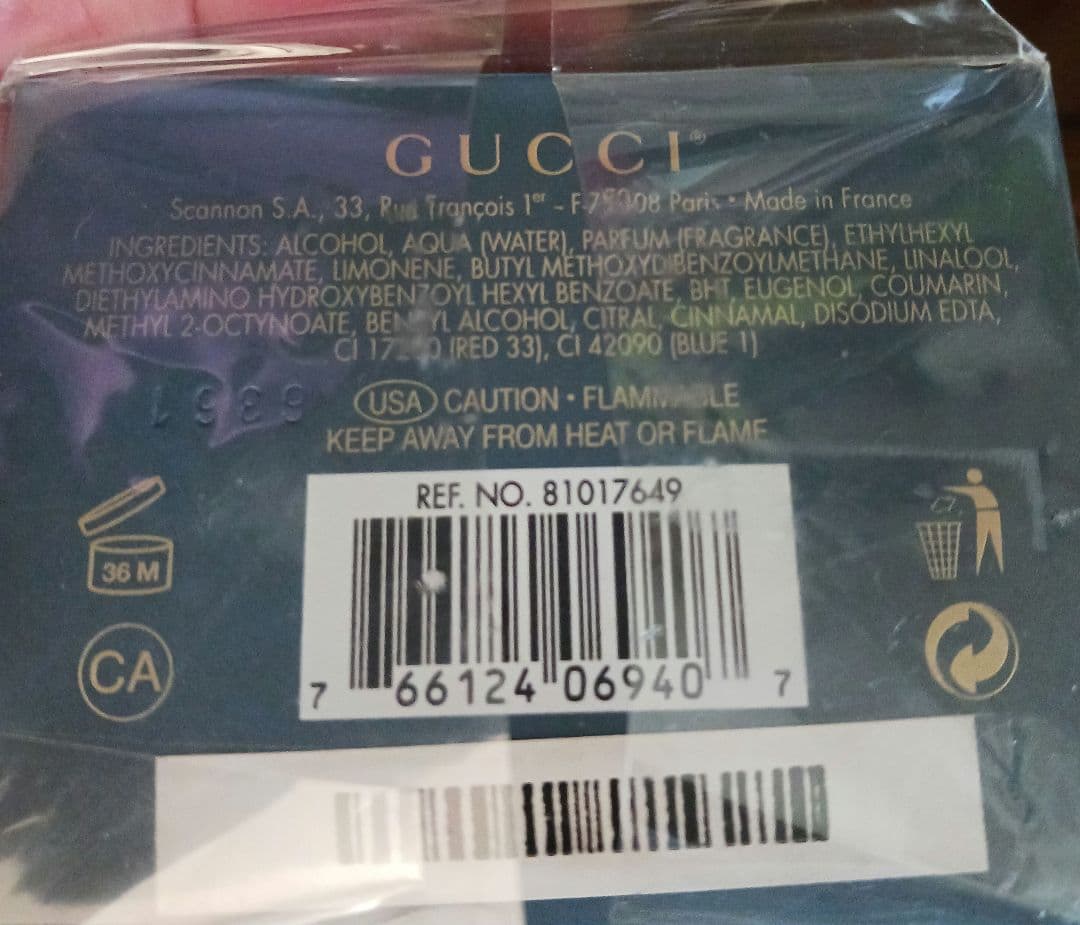 GUCCI®
Scannon S.A., 33, Rue François 1er - F-75008 Paris • Made in France
INGREDIENTS: ALCOHOL, AQUA (WATER), PARFUM (FRAGRANCE), ETHYLHEXYL
METHOXYCINNAMATE, LIMONENE, BUTYL METHOXYDIBENZOYLMETHANE, LINALOOL,
DIETHYLAMINO HYDROXYBENZOYL HEXYL BENZOATE, BHT, EUGENOL, COUMARIN,
METHYL 2-OCTYNOATE, BENZYL ALCOHOL, CITRAL, CINNAMAL, DISODIUM EDTA,
(RED 33), CI 42090 (BLUE 1)
USA CAUTION • FLAMMABLE
KEEP AWAY FROM HEAT OR FLAME
REF. NO. 81017649
36 M
CA
7 66124 06940 7